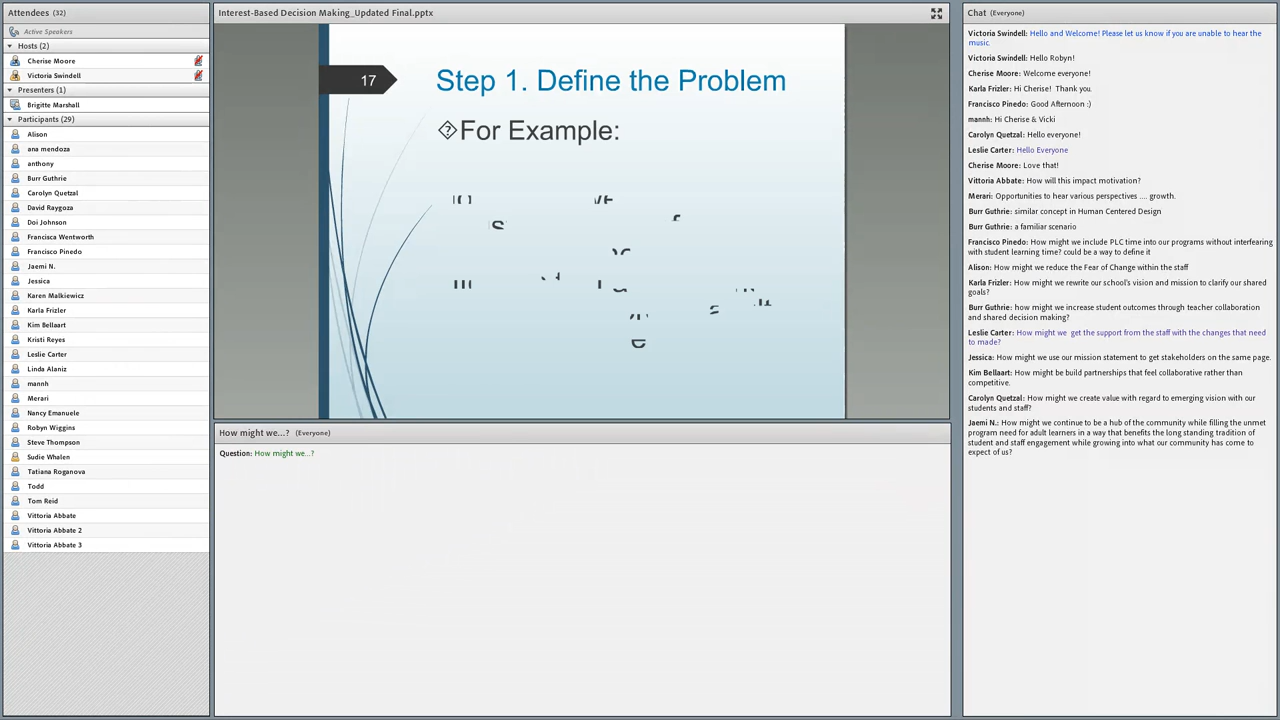 Attendees (32)
Active Speakers
Hosts (2)
Cherise Moore
Victoria Swindell
Presenters (1)
Brigitte Marshall
Participants (29)
Alison
ana mendoza
anthony
Burr Guthrie
Carolyn Quetzal
David Raygoza
Doi Johnson
Francisca Wentworth
Francisco Pinedo
Jaemi N.
Jessica
Karen Malkiewicz
Karla Frizler
Kim Bellaart
Kristi Reyes
Leslie Carter
Linda Alaniz
mannh
Merari
Nancy Emanuele
Robyn Wiggins
Steve Thompson
Sudie Whalen
Tatiana Roganova
Todd
Tom Reid
Vittoria Abbate
Vittoria Abbate 2
Vittoria Abbate 3
Interest-Based Decision Making_Updated Final.pptx
17
Step 1. Define the Problem
For Example:
How might we...? (Everyone)
Question: How might we...?
Chat (Everyone)
Victoria Swindell: Hello and Welcome! Please let us know if you are unable to hear the
music.
Victoria Swindell: Hello Robyn!
Cherise Moore: Welcome everyone!
Karla Frizler: Hi Cherise! Thank you.
Francisco Pinedo: Good Afternoon :)
mannh: Hi Cherise & Vicki
Carolyn Quetzal: Hello everyone!
Leslie Carter: Hello Everyone
Cherise Moore: Love that!
Vittoria Abbate: How will this impact motivation?
Merari: Opportunities to hear various perspectives .... growth.
Burr Guthrie: similar concept in Human Centered Design
Burr Guthrie: a familiar scenario
Francisco Pinedo: How might we include PLC time into our programs without interfering
with student learning time? could be a way to define it
Alison: How might we reduce the Fear of Change within the staff
Karla Frizler: How might we rewrite our school's vision and mission to clarify our shared
goals?
Burr Guthrie: how might we increase student outcomes through teacher collaboration
and shared decision making?
Leslie Carter: How might we get the support from the staff with the changes that need
to made?
Jessica: How might we use our mission statement to get stakeholders on the same page.
Kim Bellaart: How might be build partnerships that feel collaborative rather than
competitive.
Carolyn Quetzal: How might we create value with regard to emerging vision with our
students and staff?
Jaemi N.: How might we continue to be a hub of the community while filling the unmet
program need for adult learners in a way that benefits the long standing tradition of
student and staff engagement while growing into what our community has come to
expect of us?